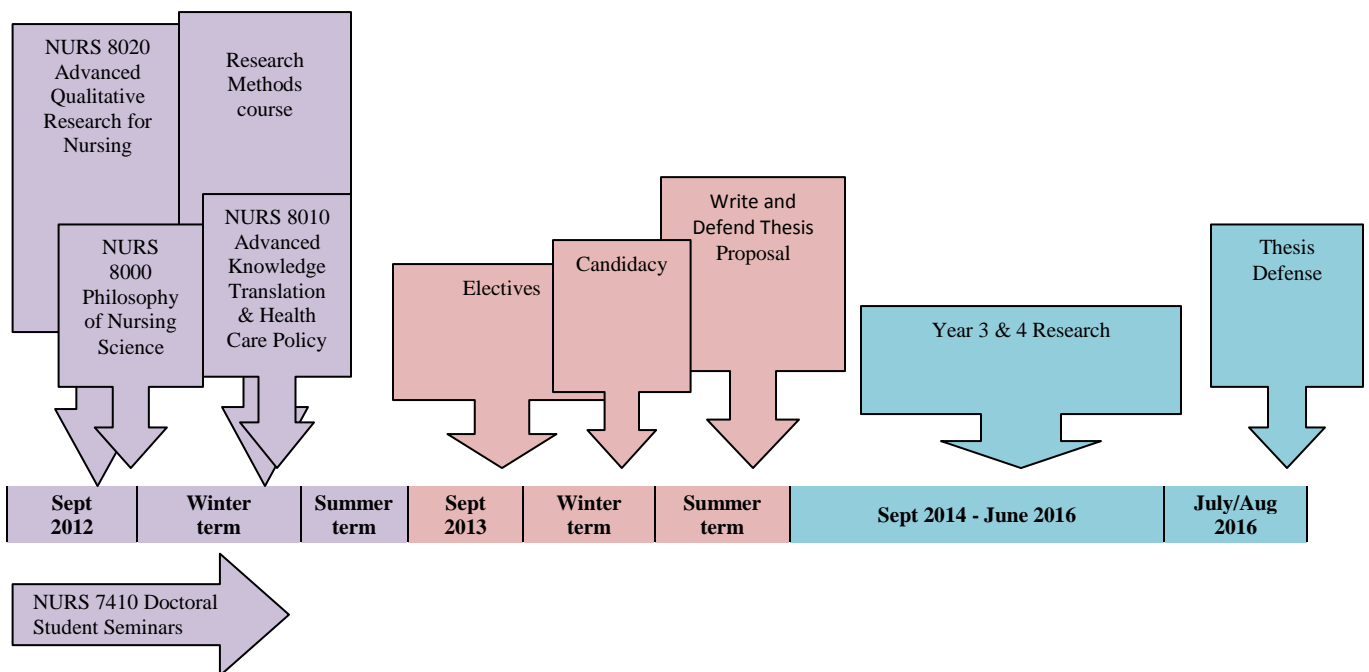 NURS 8020
Advanced
Qualitative
Research for
Nursing
Research
Methods
course
NURS
8000
Philosophy
of Nursing
Science
NURS 8010
Advanced
Knowledge
Translation
& Health
Care Policy
Electives
Candidacy
Write and
Defend Thesis
Proposal
Year 3 & 4 Research
Thesis
Defense
Sept
2012
Winter
term
Summer
term
Sept
2013
Winter
term
Summer
term
Sept 2014 - June 2016
July/Aug
2016
NURS 7410 Doctoral
Student Seminars